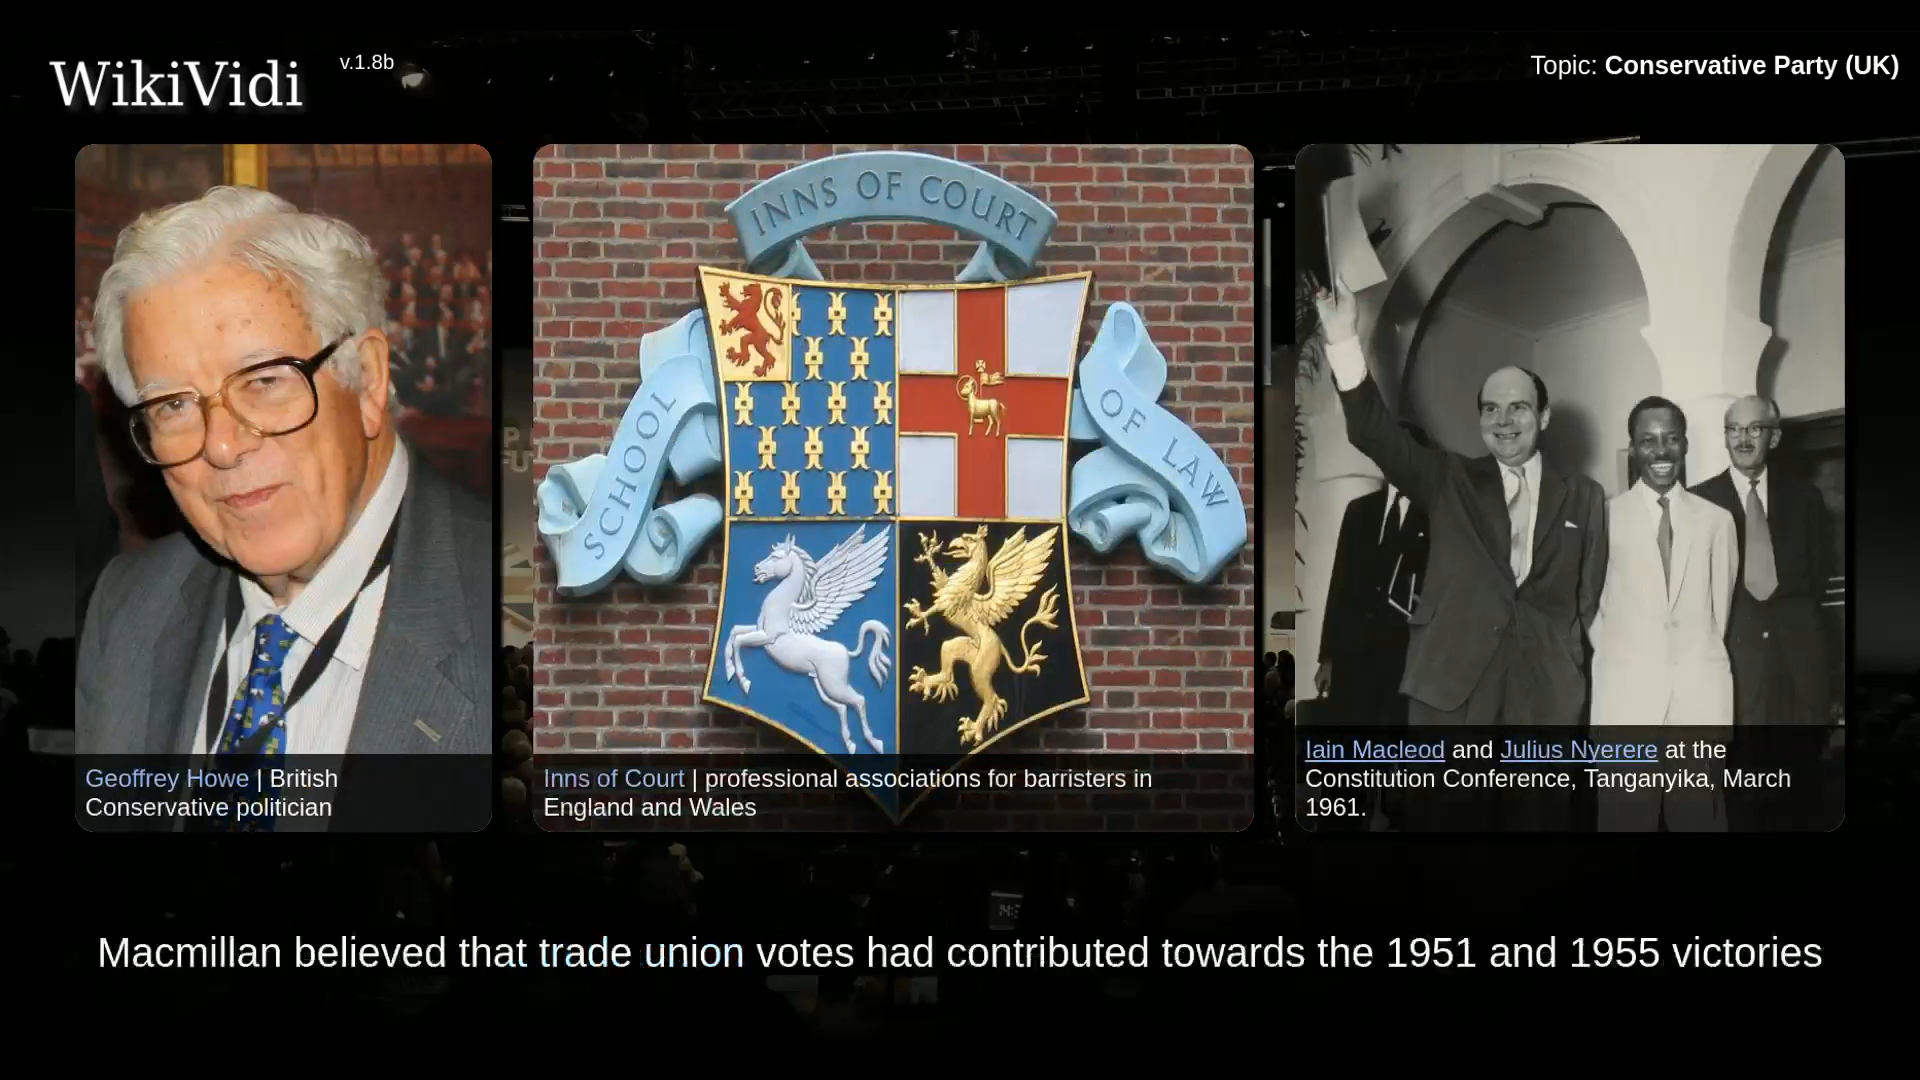 WikiVidi
v.1.8b
Topic: Conservative Party (UK)
INNS OF COURT
SCHOOL
OF LAW
Geoffrey Howe | British
Conservative politician
Inns of Court | professional associations for barristers in
England and Wales
Iain Macleod and Julius Nyerere at the
Constitution Conference, Tanganyika, March
1961.
Macmillan believed that trade union votes had contributed towards the 1951 and 1955 victories